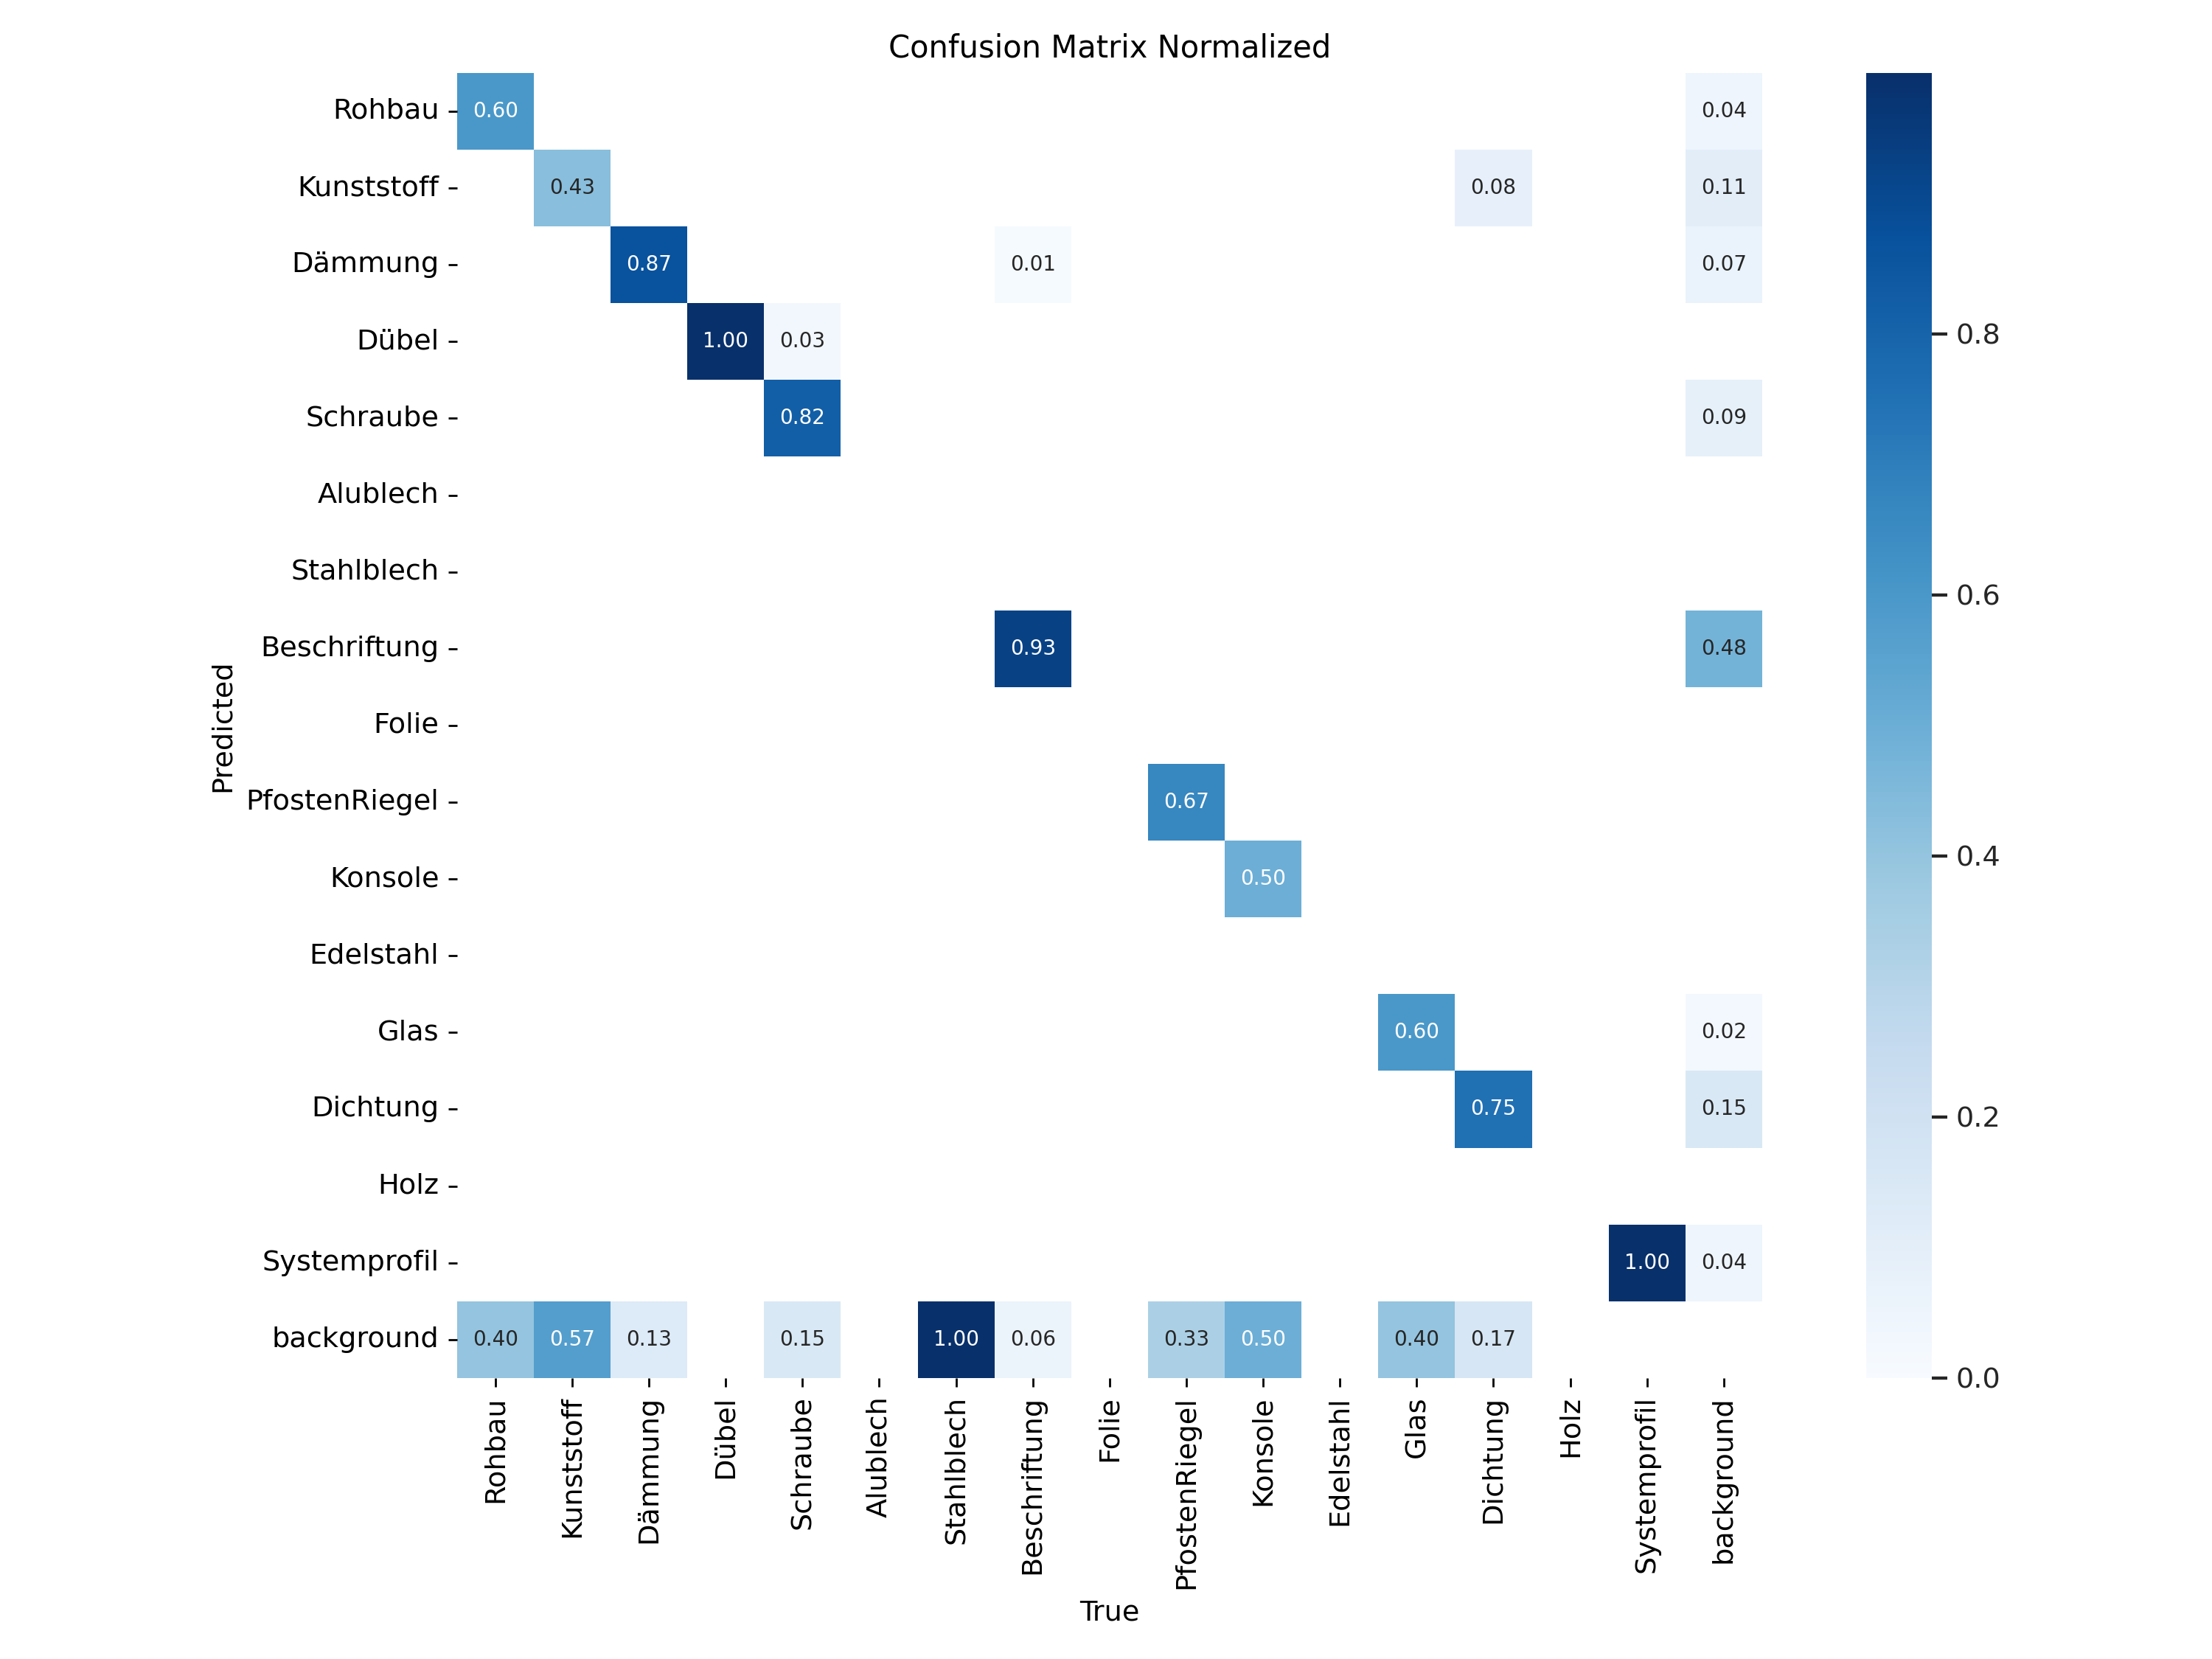 Confusion Matrix Normalized
Rohbau 0.60 0.04
Kunststoff 0.43 0.08 0.11
Dämmung 0.87 0.01 0.07
Dübel 1.00 0.03
Schraube 0.82 0.09
Alublech
Stahlblech
Beschriftung 0.93 0.48
Folie
PfostenRiegel 0.67
Konsole 0.50
Edelstahl
Glas 0.60 0.02
Dichtung 0.75 0.15
Holz
Systemprofil 1.00 0.04
background 0.40 0.57 0.13 0.15 1.00 0.06 0.33 0.50 0.40 0.17
Predicted
Rohbau
Kunststoff
Dämmung
Dübel
Schraube
Alublech
Stahlblech
Beschriftung
Folie
PfostenRiegel
Konsole
Edelstahl
Glas
Dichtung
Holz
Systemprofil
background
True
0.8
0.6
0.4
0.2
0.0